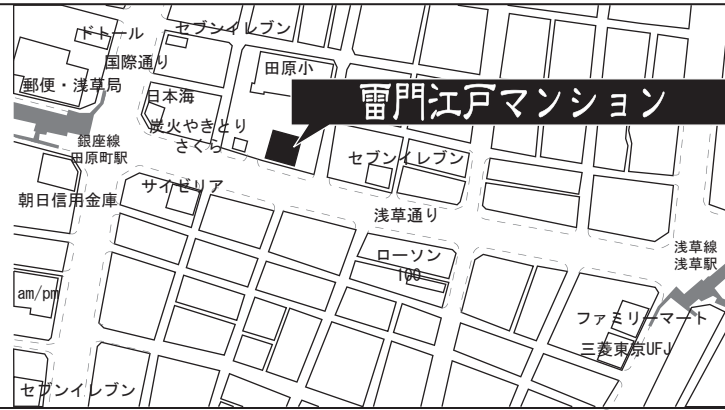 ドトール
セブンイレブン
国際通り
田原小
郵便・浅草局
日本海
雷門江戸マンション
炭火やきとり
さくら
銀座線
田原町駅
セブンイレブン
朝日信用金庫
サイゼリア
浅草通り
浅草線
浅草駅
ローソン
100
am/pm
ファミリーマート
三菱東京UFJ
セブンイレブン